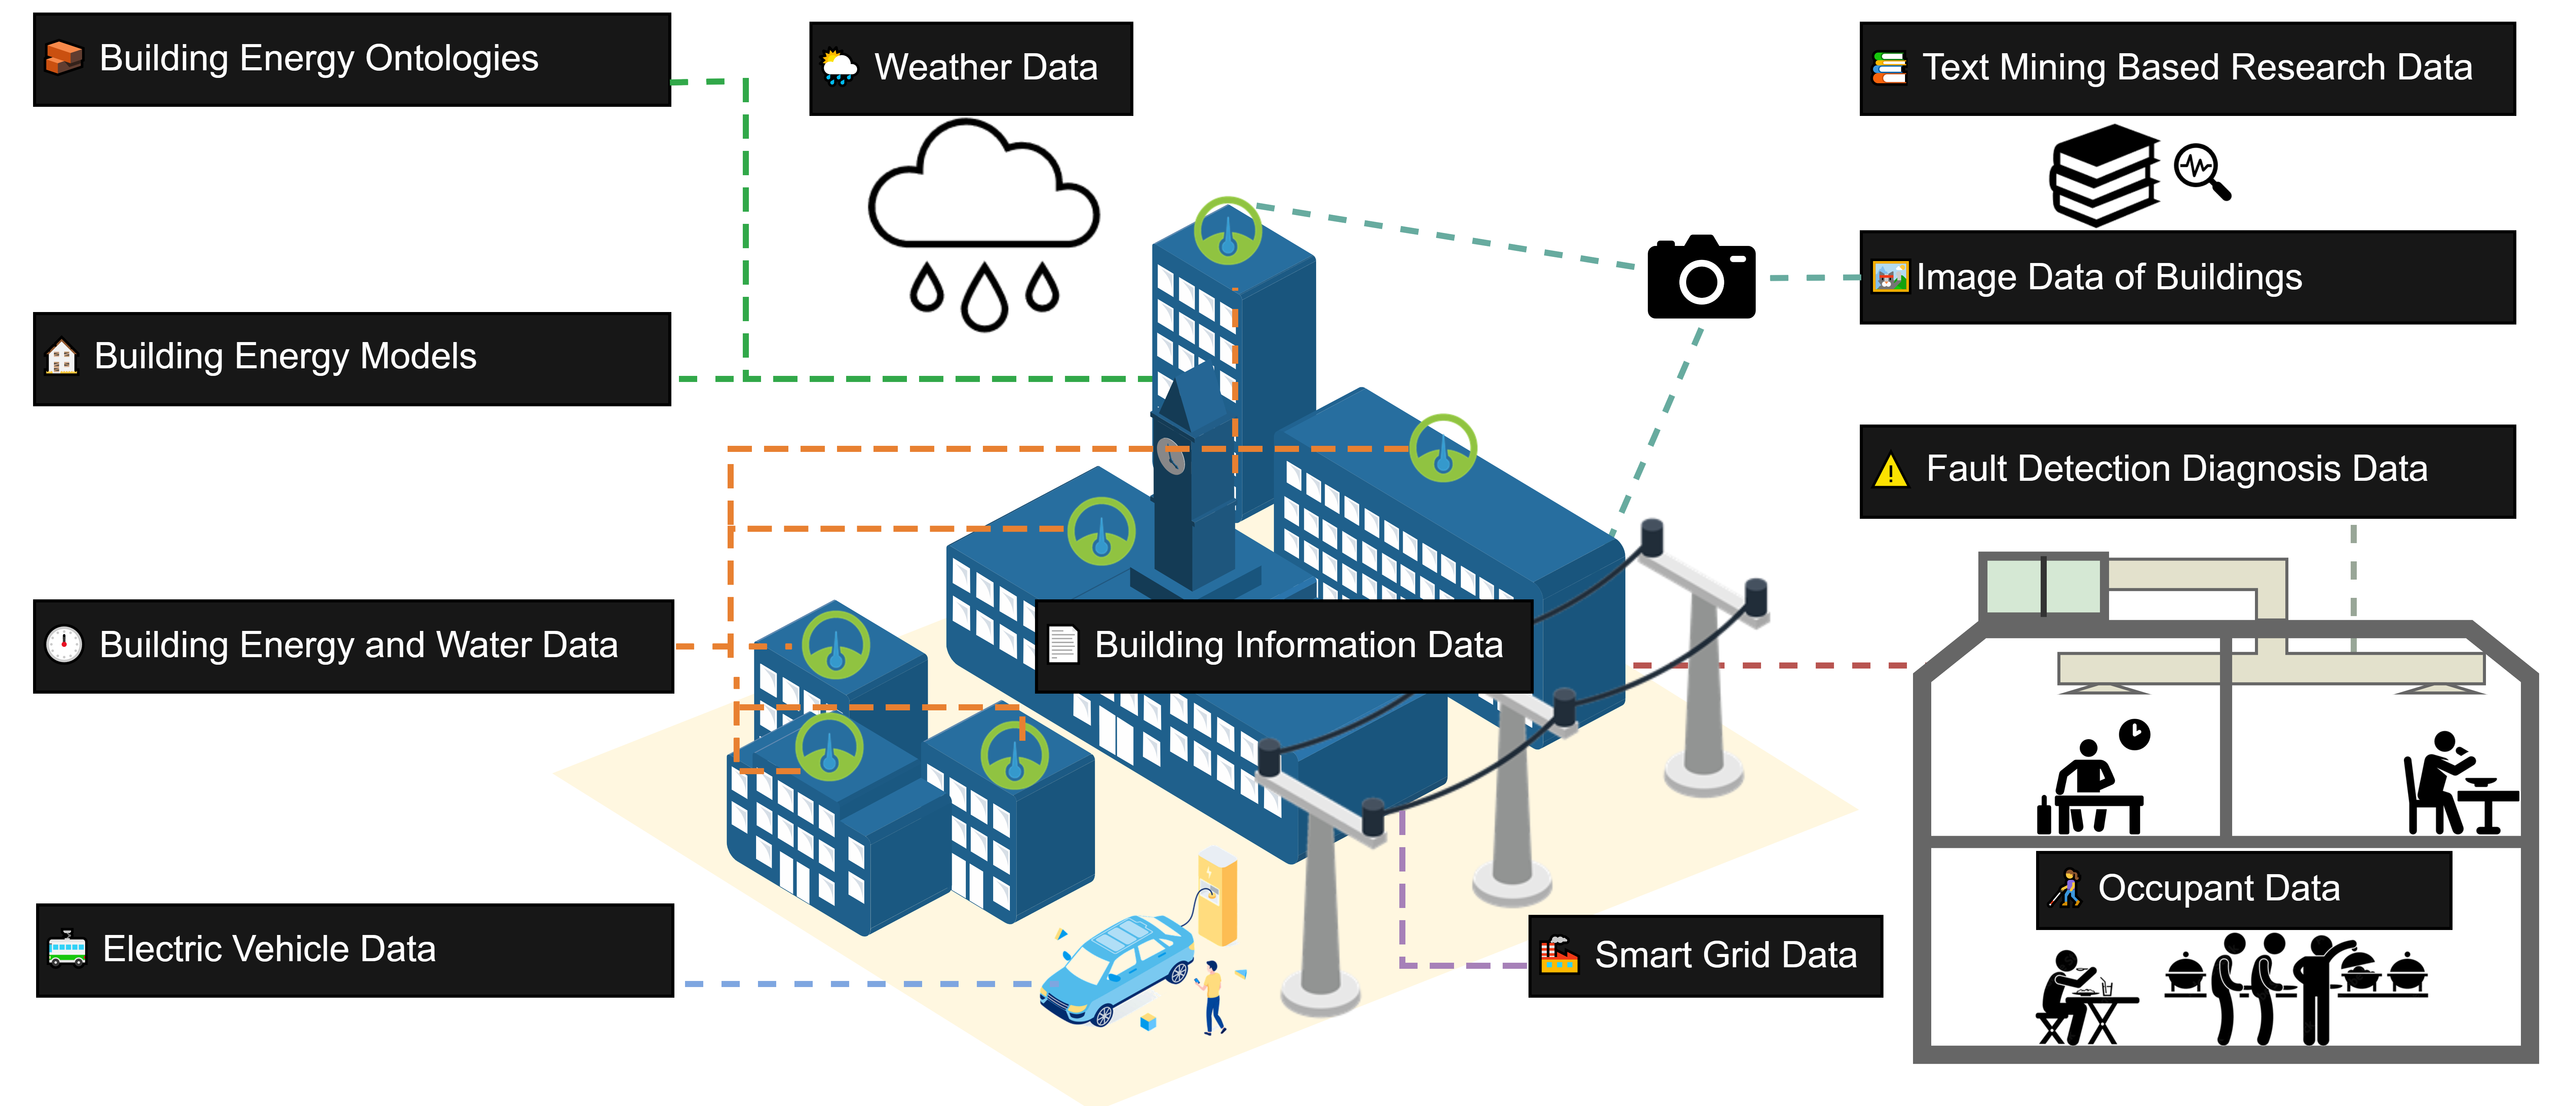 Building Energy Ontologies
Weather Data
Text Mining Based Research Data
Image Data of Buildings
Building Energy Models
Fault Detection Diagnosis Data
Building Energy and Water Data
Building Information Data
Occupant Data
Electric Vehicle Data
Smart Grid Data